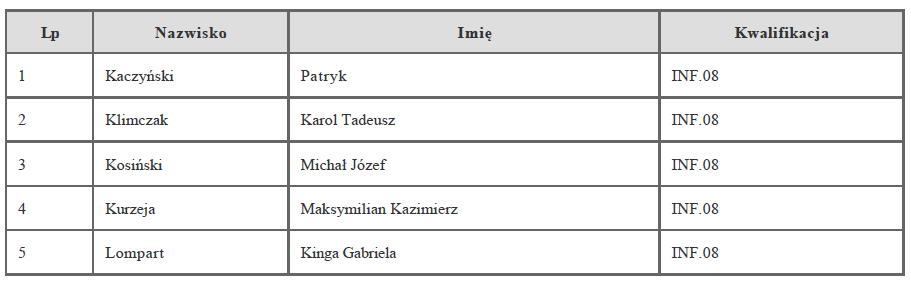 Lp Nazwisko Imię Kwalifikacja
1 Kaczyński Patryk INF.08
2 Klimczak Karol Tadeusz INF.08
3 Kosiński Michał Józef INF.08
4 Kurzeja Maksymilian Kazimierz INF.08
5 Lompart Kinga Gabriela INF.08